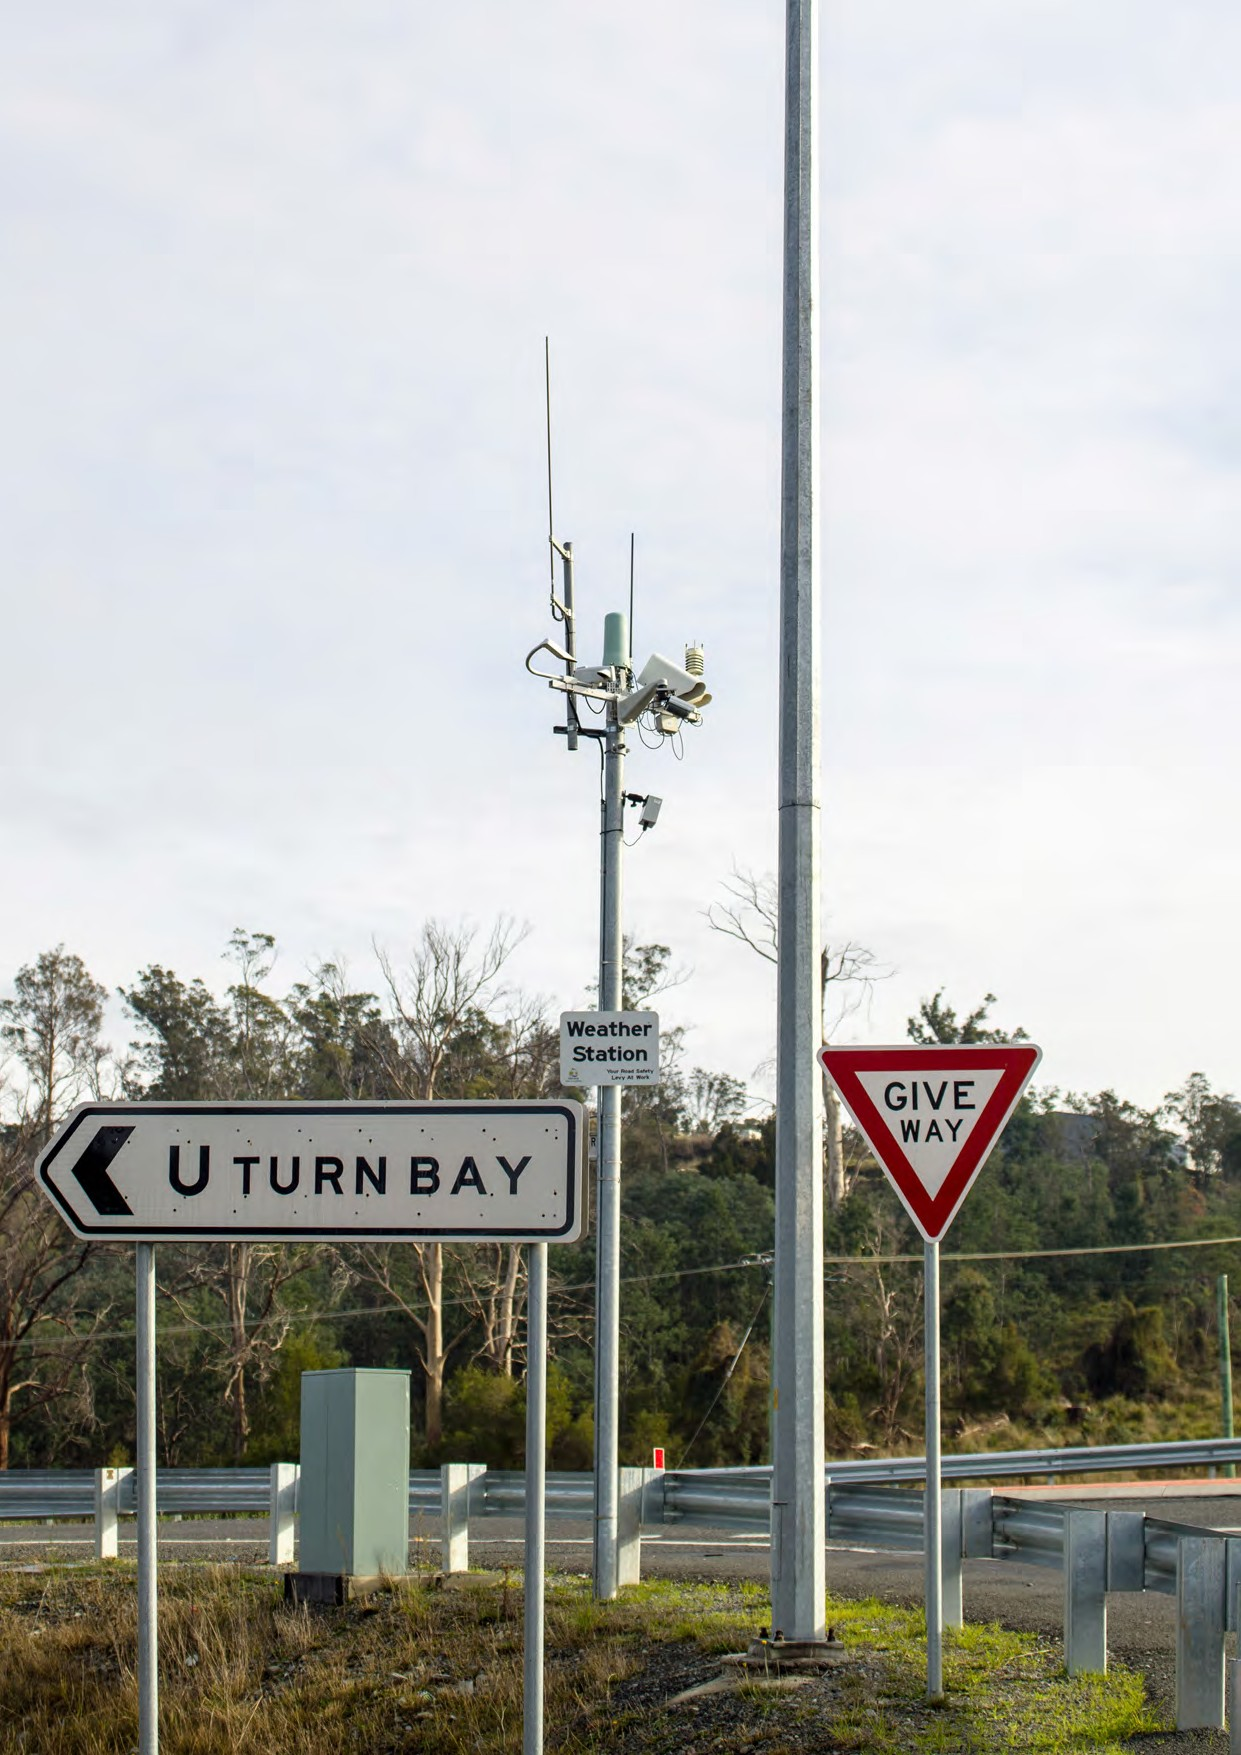 Weather
Station
Your Road Safety
Levy At Work
U TURN BAY
GIVE
WAY